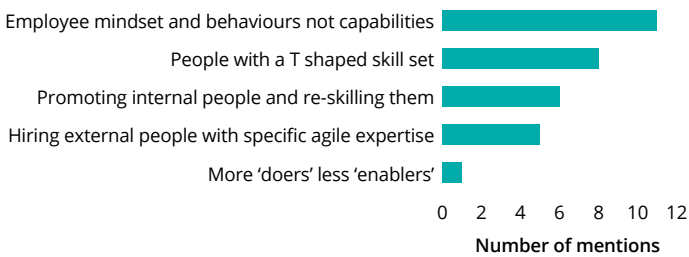 Employee mindset and behaviours not capabilities
People with a T shaped skill set
Promoting internal people and re-skilling them
Hiring external people with specific agile expertise
More ‘doers’ less ‘enablers’
0 2 4 6 8 10 12
Number of mentions